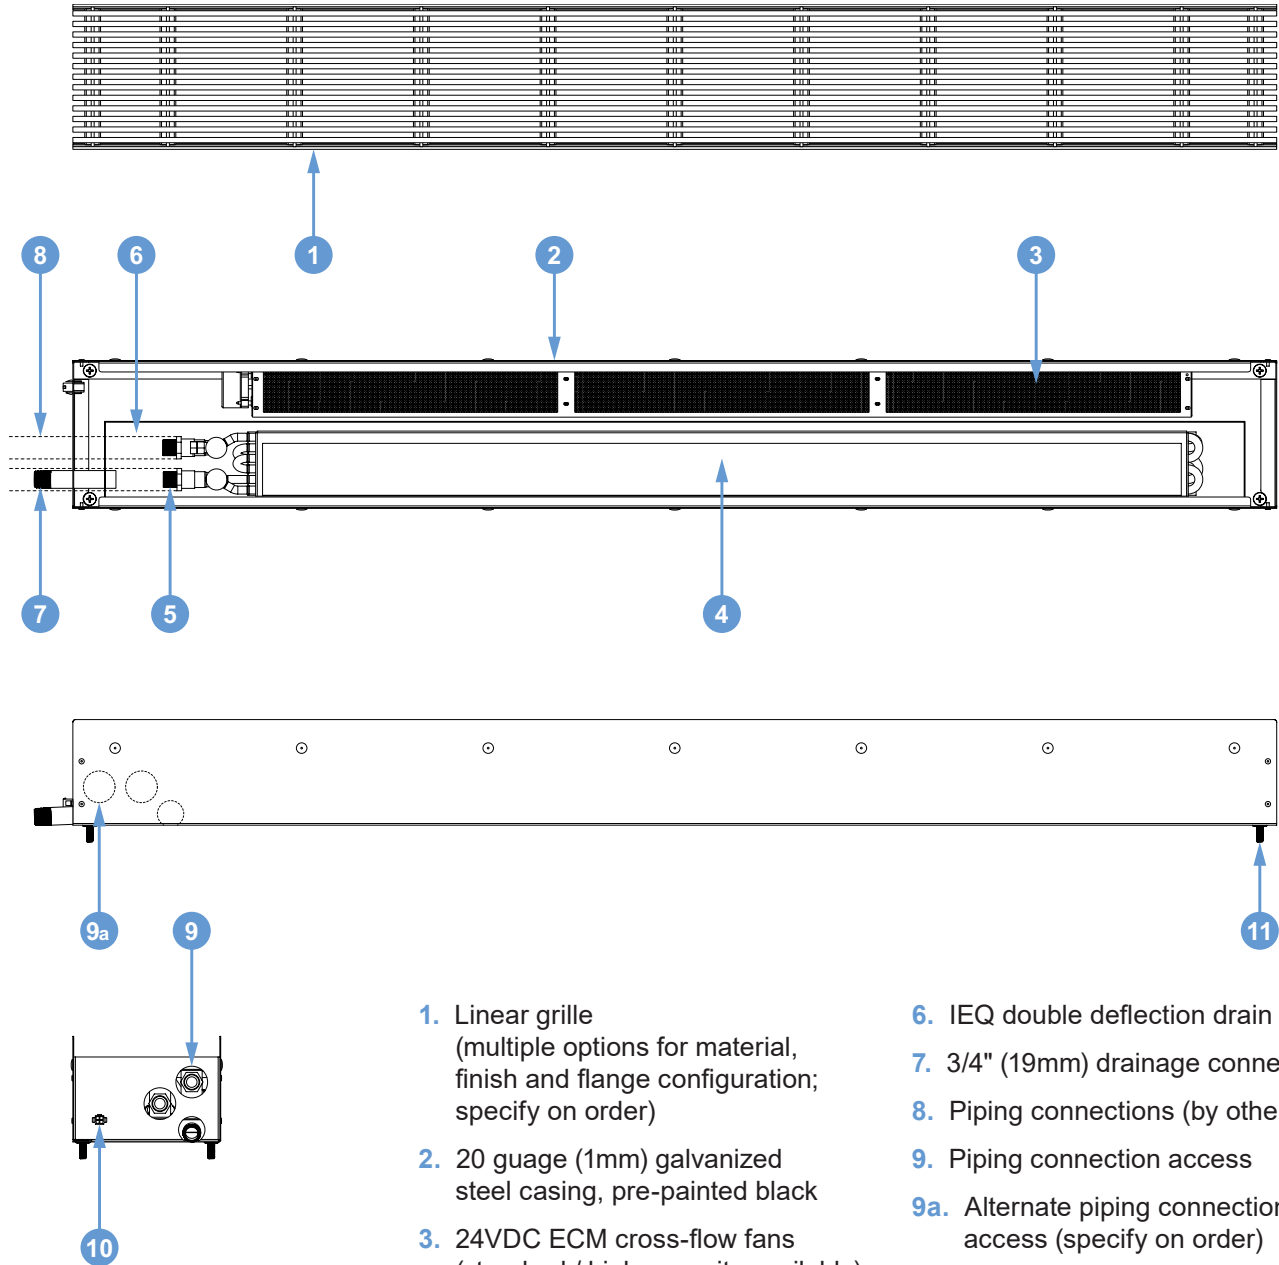 1
8
6
2
3
7
5
4
9a
9
11
10
1. Linear grille
(multiple options for material,
finish and flange configuration;
specify on order)
2. 20 guage (1mm) galvanized
steel casing, pre-painted black
3. 24VDC ECM cross-flow fans
6. IEQ double deflection drain
7. 3/4" (19mm) drainage
8. Piping connections (by
9. Piping connection access
9a. Alternate piping connection
access (specify on order)